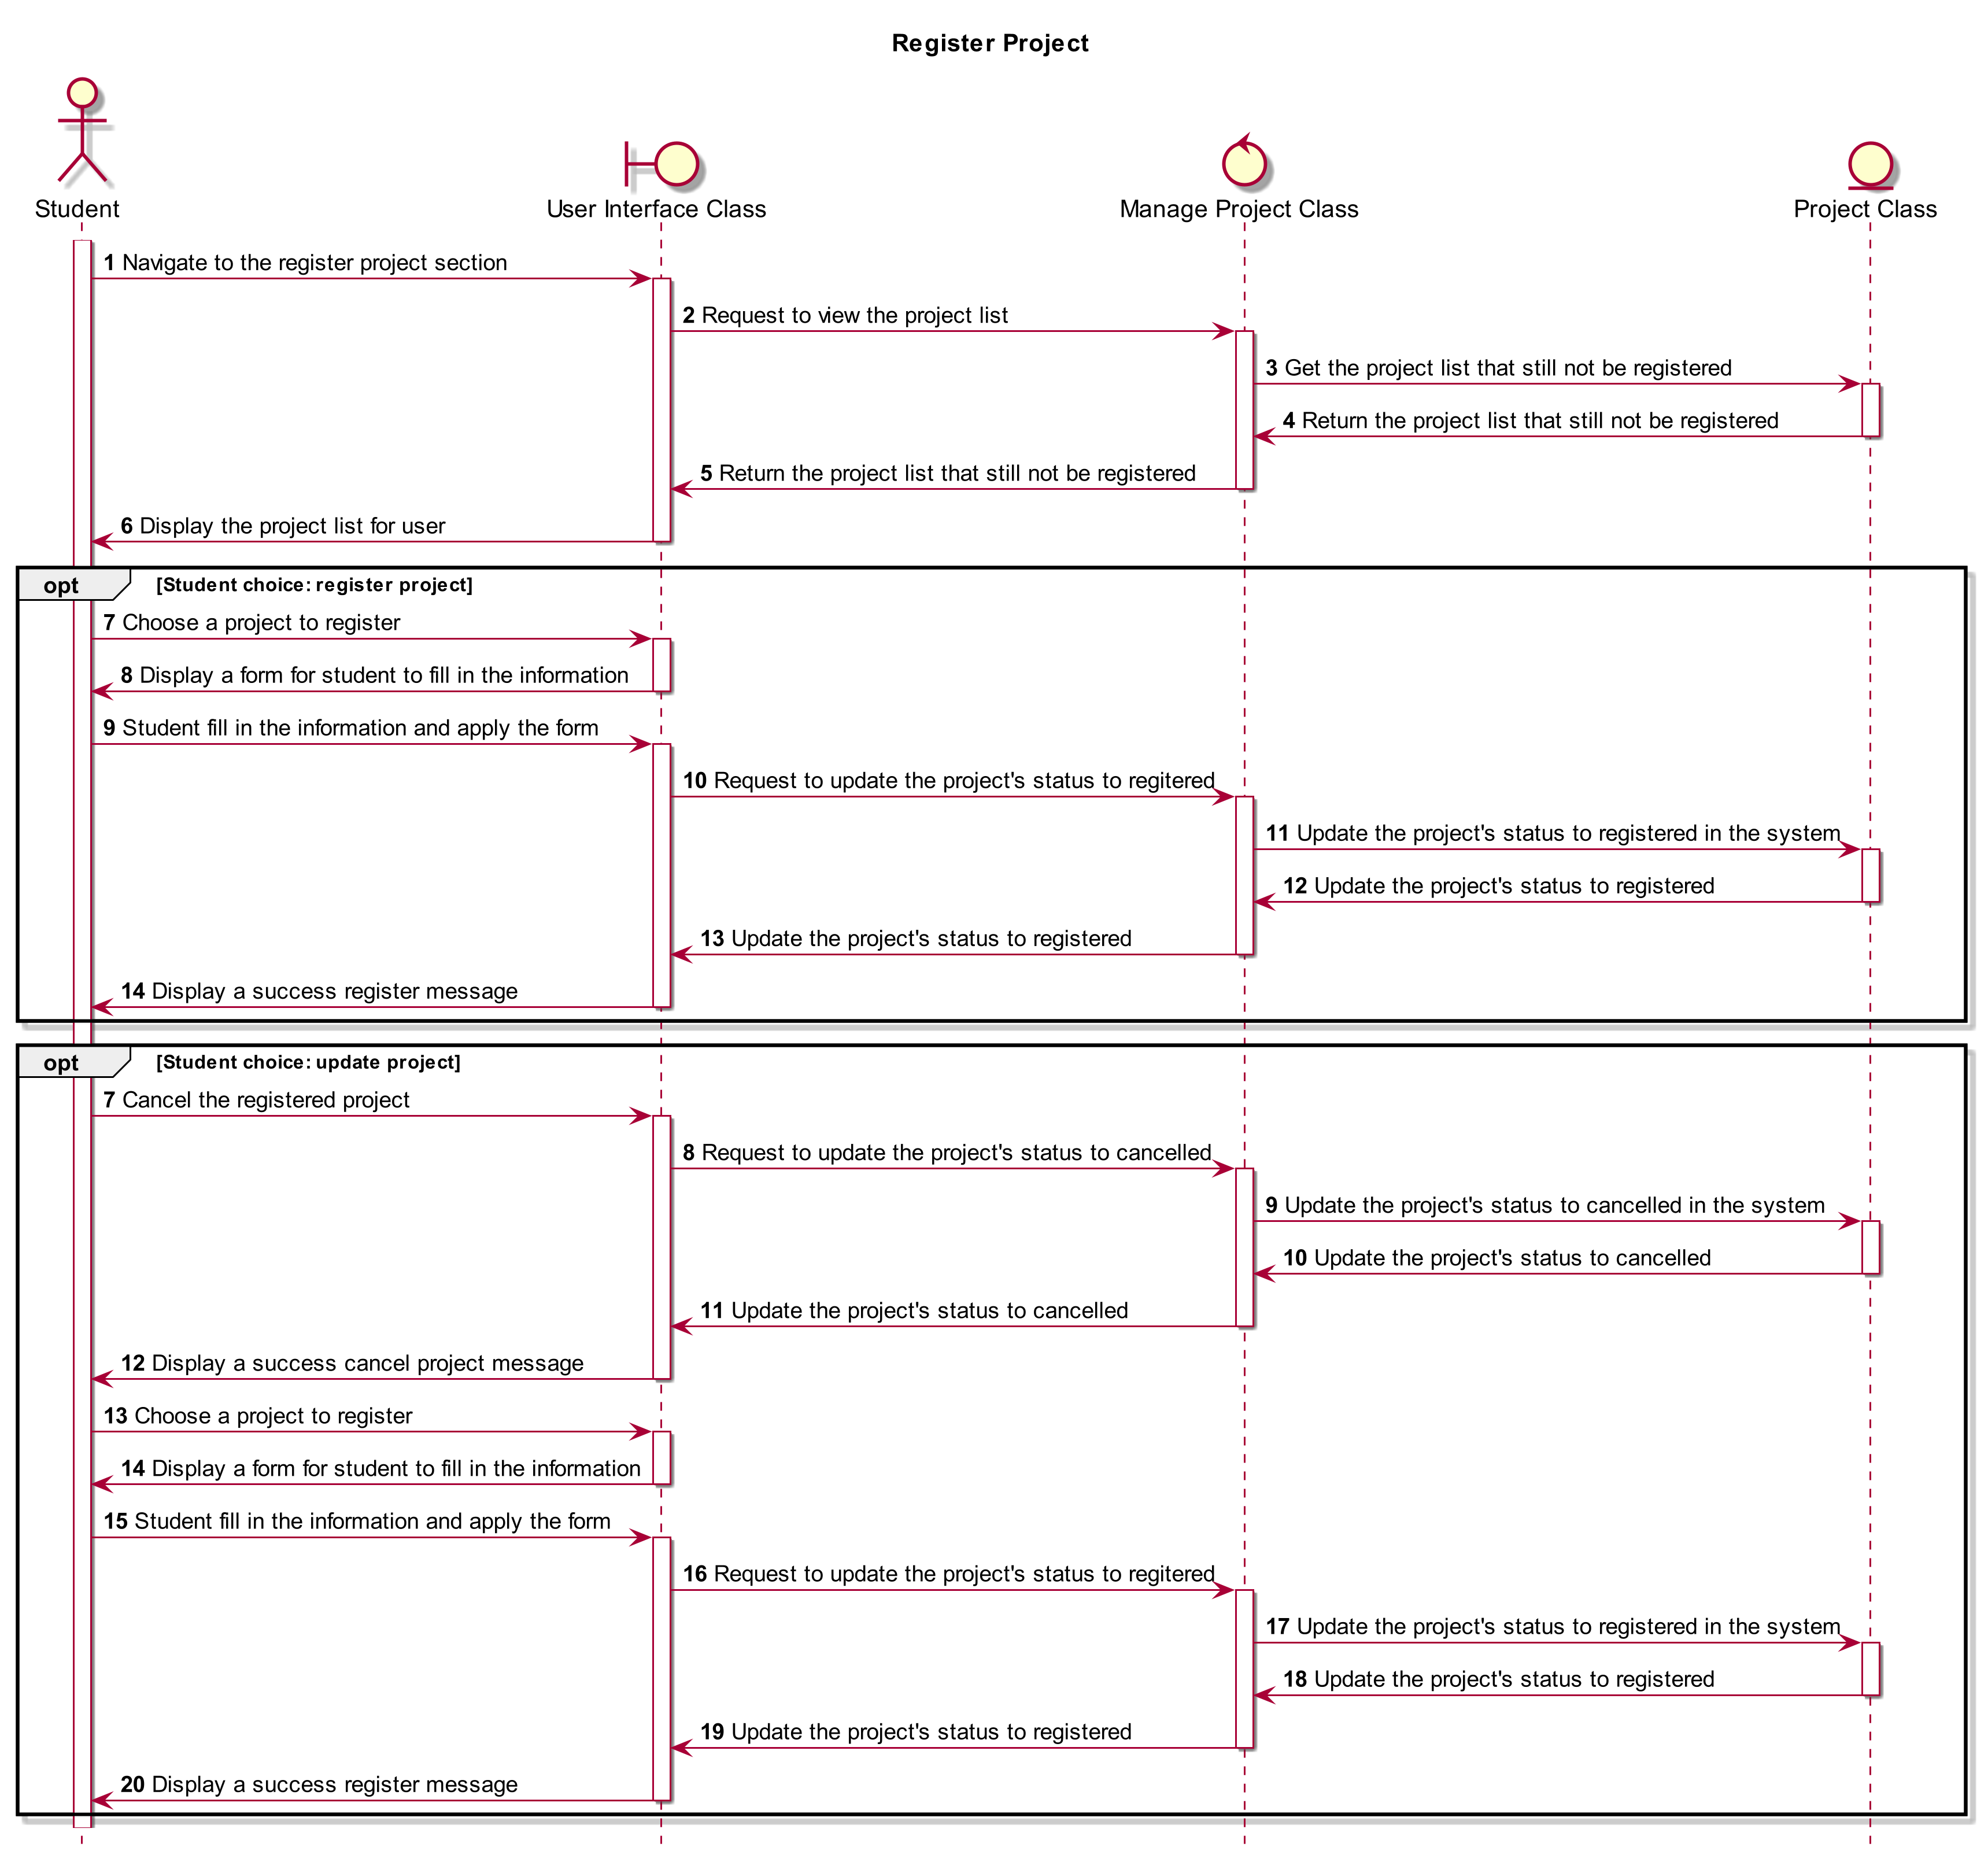 Register Project
Student
User Interface Class
Manage Project Class
Project Class
1 Navigate to the register project section
2 Request to view the project list
3 Get the project list that still not be registered
4 Return the project list that still not be registered
5 Return the project list that still not be registered
6 Display the project list for user
opt [Student choice: register project]
7 Choose a project to register
8 Display a form for student to fill in the information
9 Student fill in the information and apply the form
10 Request to update the project's status to regitered
11 Update the project's status to registered in the system
12 Update the project's status to registered
13 Update the project's status to registered
14 Display a success register message
opt [Student choice: update project]
7 Cancel the registered project
8 Request to update the project's status to cancelled
9 Update the project's status to cancelled in the system
10 Update the project's status to cancelled
11 Update the project's status to cancelled
12 Display a success cancel project message
13 Choose a project to register
14 Display a form for student to fill in the information
15 Student fill in the information and apply the form
16 Request to update the project's status to regitered
17 Update the project's status to registered in the system
18 Update the project's status to registered
19 Update the project's status to registered
20 Display a success register message